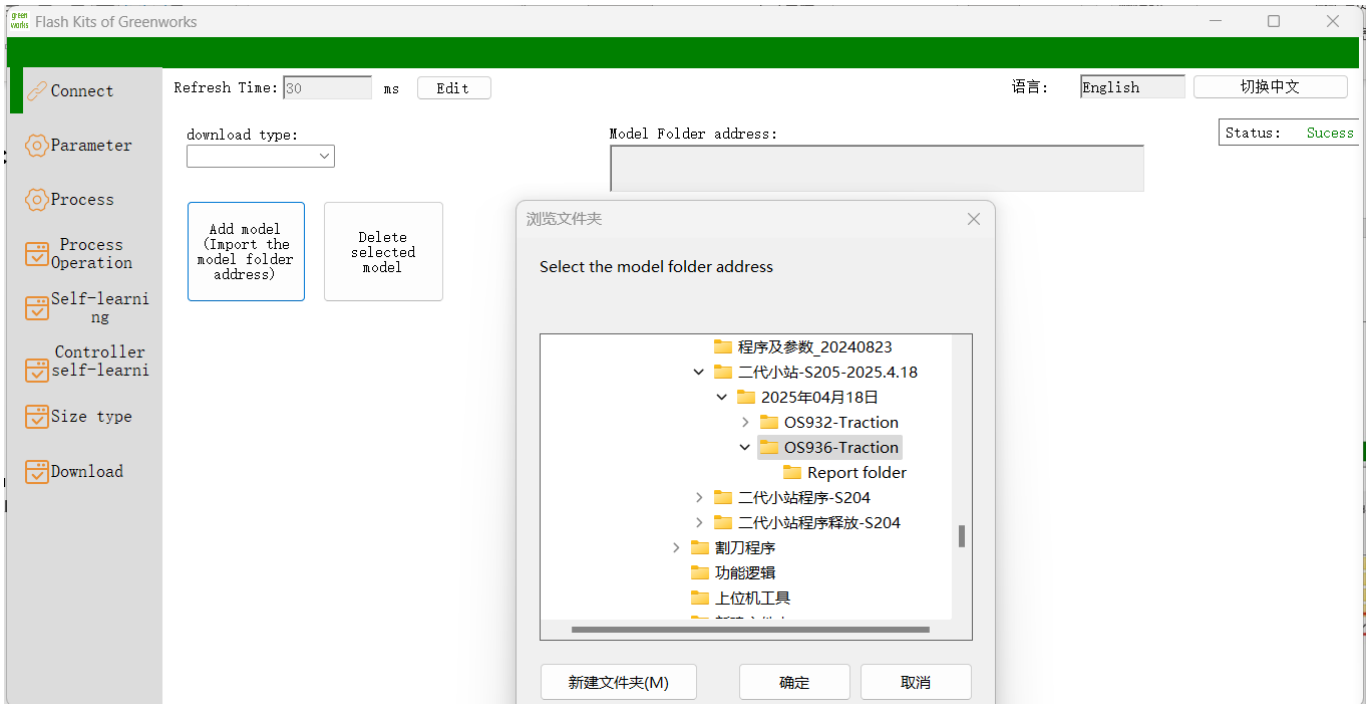 green
works
Flash Kits of Greenworks
Connect
Refresh Time:
30
ms
Edit
语言:
English
切换中文
Parameter
download type:
Model Folder address:
Status:
Sucess
Process
Add model
(Import the
model folder
address)
Delete
selected
model
Process
Operation
Self-learni
ng
Controller
self-learni
Size type
Download
浏览文件夹
Select the model folder address
程序及参数_20240823
二代小站-S205-2025.4.18
2025年04月18日
OS932-Traction
OS936-Traction
Report folder
二代小站程序-S204
二代小站程序释放-S204
割刀程序
功能逻辑
上位机工具
新建文件夹(M)
确定
取消